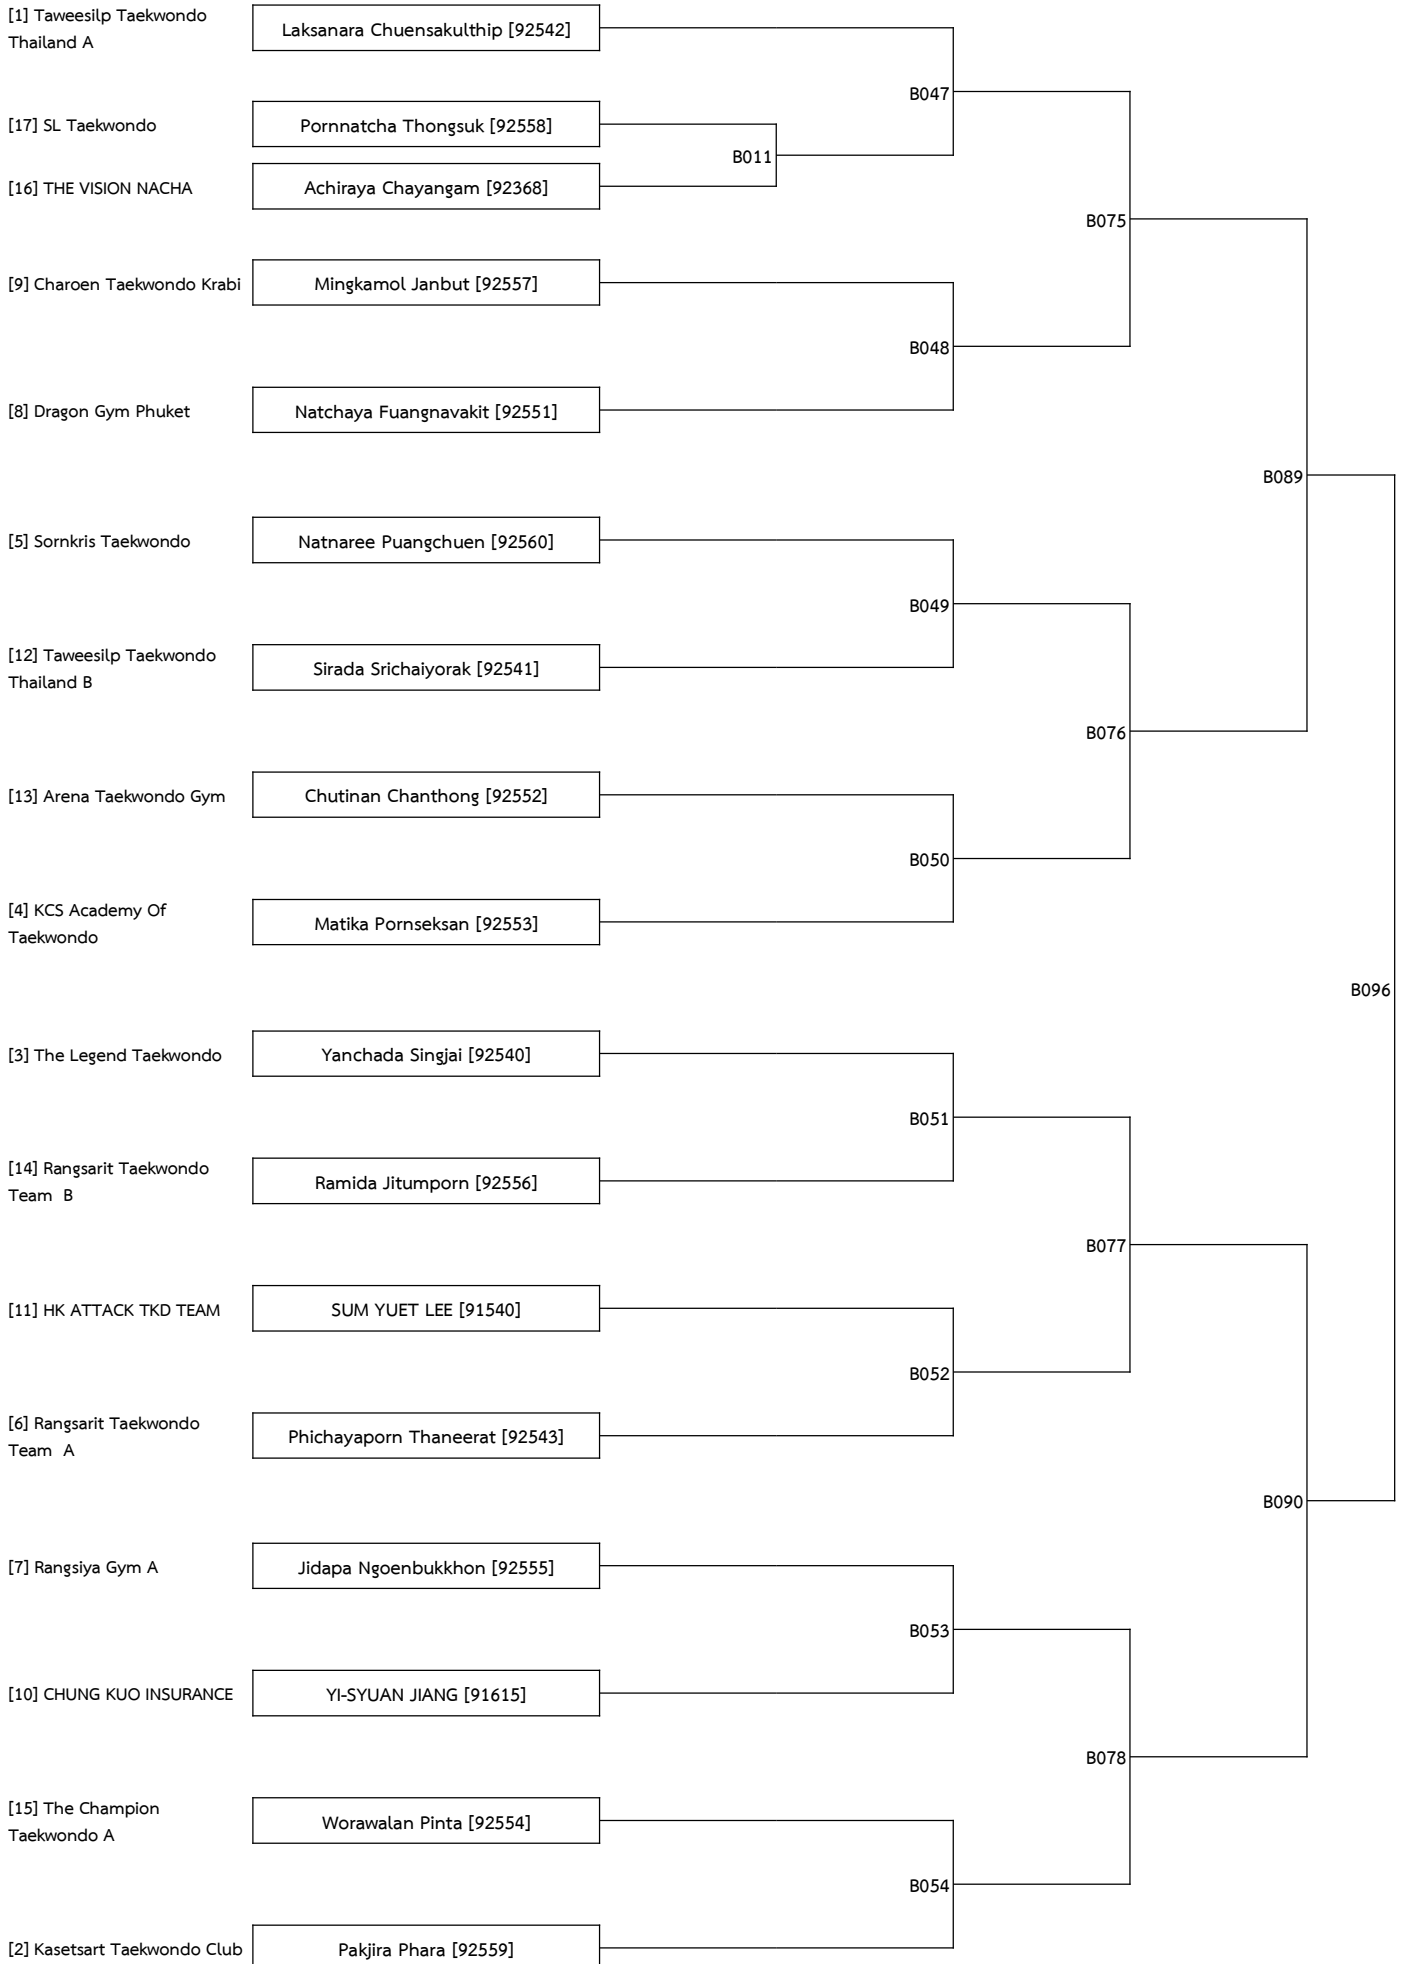 [1] Taweesilp Taekwondo
Thailand A
Laksanara Chuensakulthip [92542]
B047
[17] SL Taekwondo
Pornnatcha Thongsuk [92558]
B011
[16] THE VISION NACHA
Achiraya Chayangam [92368]
B075
[9] Charoen Taekwondo Krabi
Mingkamol Janbut [92557]
B048
[8] Dragon Gym Phuket
Natchaya Fuangnavakit [92551]
B089
[5] Sornkris Taekwondo
Natnaree Puangchuen [92560]
B049
[12] Taweesilp Taekwondo
Thailand B
Sirada Srichaiyorak [92541]
B076
[13] Arena Taekwondo Gym
Chutinan Chanthong [92552]
B050
[4] KCS Academy Of
Taekwondo
Matika Pornseksan [92553]
B096
[3] The Legend Taekwondo
Yanchada Singjai [92540]
B051
[14] Rangsarit Taekwondo
Team  B
Ramida Jitumporn [92556]
B077
[11] HK ATTACK TKD TEAM
SUM YUET LEE [91540]
B052
[6] Rangsarit Taekwondo
Team  A
Phichayaporn Thaneerat [92543]
B090
[7] Rangsiya Gym A
Jidapa Ngoenbukkhon [92555]
B053
[10] CHUNG KUO INSURANCE
YI-SYUAN JIANG [91615]
B078
[15] The Champion
Taekwondo A
Worawalan Pinta [92554]
B054
[2] Kasetsart Taekwondo Club
Pakjira Phara [92559]